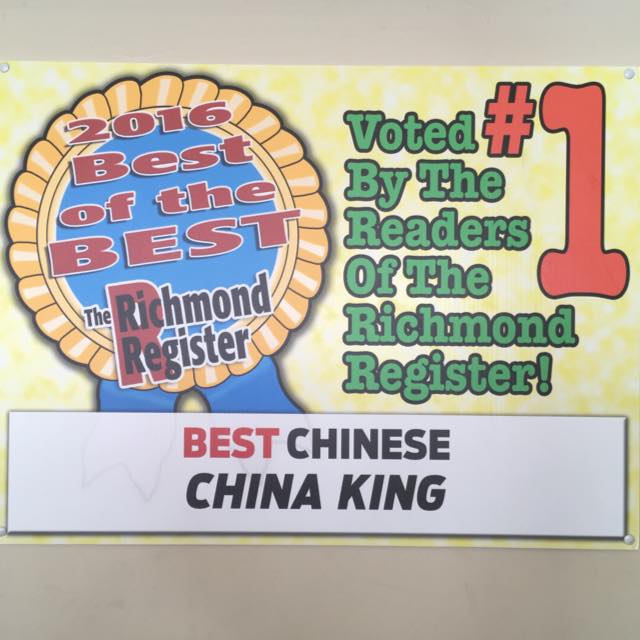 2016
Best
of the
BEST
The Richmond
Register
Voted #1
By The
Readers
Of The
Richmond
Register!
BEST CHINESE
CHINA KING